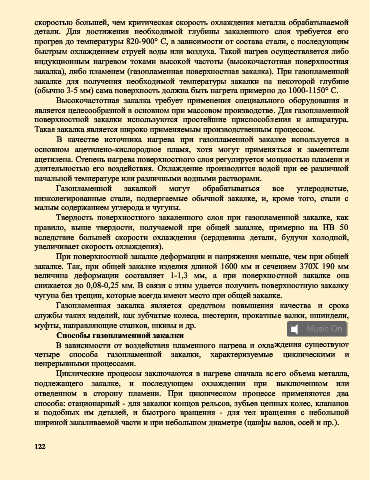 скоростью большей, чем критическая скорость охлаждения металла обрабатываемой
детали. Для достижения необходимой глубины закаленного слоя требуется его
прогрев до температуры 820-900° С, в зависимости от состава стали, с последующим
быстрым охлаждением струей воды или воздуха. Такой нагрев осуществляется либо
индукционным нагревом токами высокой частоты (высокочастотная поверхностная
закалка), либо пламенем (газопламенная поверхностная закалка). При газопламенной
закалке для получения необходимой температуры закалки на некоторой глубине
(обычно 3-5 мм) сама поверхность должна быть нагрета примерно до 1000-1150° С.
Высокочастотная закалка требует применения специального оборудования и
является целесообразной в основном при массовом производстве. Для газопламенной
поверхностной закалки используются простейшие приспособления и аппаратура.
Такая закалка является широко применяемым производственным процессом.
В качестве источника нагрева при газопламенной закалке используется в
основном ацетилено-кислородное пламя, хотя могут применяться и заменители
ацетилена. Степень нагрева поверхностного слоя регулируется мощностью пламени и
длительностью его воздействия. Охлаждение производится водой при ее различной
начальной температуре или различными водными растворами.
Газопламенной закалкой могут обрабатываться все углеродистые,
низколегированные стали, подвергаемые обычной закалке, и, кроме того, стали с
малым содержанием углерода и чугуны.
Твердость поверхностного закаленного слоя при газопламенной закалке, как
правило, выше твердости, получаемой при общей закалке, примерно на НВ 50
вследствие большей скорости охлаждения (сердцевина детали, будучи холодной,
увеличивает скорость охлаждения).
При поверхностной закалке деформации и напряжения меньше, чем при общей
закалке. Так, при общей закалке изделия длиной 1600 мм и сечением 370Х 190 мм
величина деформации составляет 1-1,3 мм, а при поверхностной закалке она
снижается до 0,08-0,25 мм. В связи с этим удается получить поверхностную закалку
чугуна без трещин, которые всегда имеют место при общей закалке.
Газопламенная закалка является средством повышения качества и срока
службы таких изделий, как зубчатые колеса, шестерни, прокатные валки, шпиндели,
муфты, направляющие станков, шкивы и др.
Music On
Способы газопламенной закалки
В зависимости от воздействия пламенного нагрева и охлаждения существуют
четыре способа газопламенной закалки, характеризуемые циклическими и
непрерывными процессами.
Циклические процессы заключаются в нагреве сначала всего объема металла,
подлежащего закалке, и последующем охлаждении при выключенном или
отведенном в сторону пламени. При циклическом процессе применяются два
способа: стационарный - для закалки концов рельсов, зубьев цепных колес, клапанов
и подобных им деталей, и быстрого вращения - для тел вращения с небольшой
шириной закаливаемой части и при небольшом диаметре (цапфы валов, осей и пр.).
122